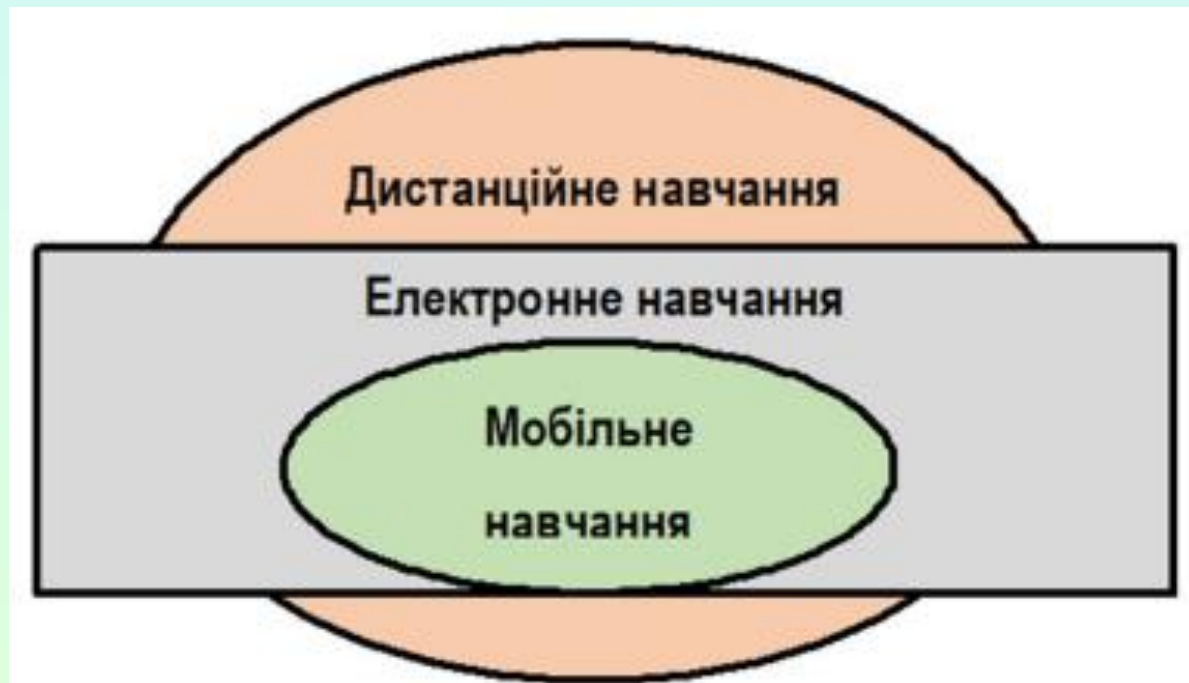 Дистанційне навчання
Електронне навчання
Мобільне
навчання